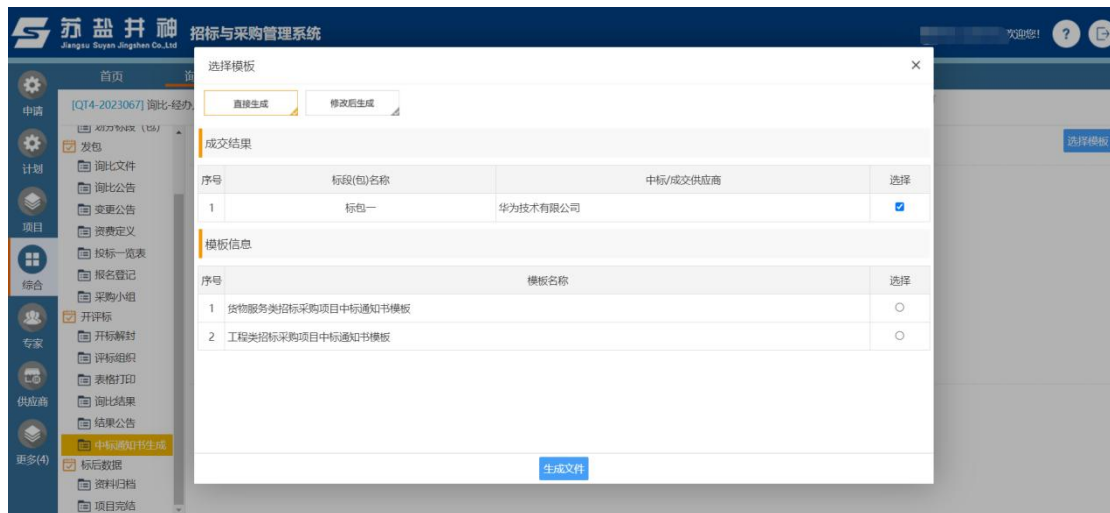 苏盐井神 招标与采购管理系统
Jiangsu Suyan Jingshen Co.,Ltd
欢迎您!
?
首页
申请
计划
项目
综合
专家
供应商
更多(4)
[QT4-2023067] 询比-经办
划分标段（包）
发包
询比文件
询比公告
变更公告
资费定义
投标一览表
报名登记
采购小组
开评标
开标解封
评标组织
表格打印
询比结果
结果公告
中标通知书生成
标后数据
资料归档
项目完结
选择模板
选择模板 ×
直接生成 修改后生成
成交结果
序号 标段(包)名称 中标/成交供应商 选择
1 标包一 华为技术有限公司
模板信息
序号 模板名称 选择
1 货物服务类招标采购项目中标通知书模板
2 工程类招标采购项目中标通知书模板
生成文件